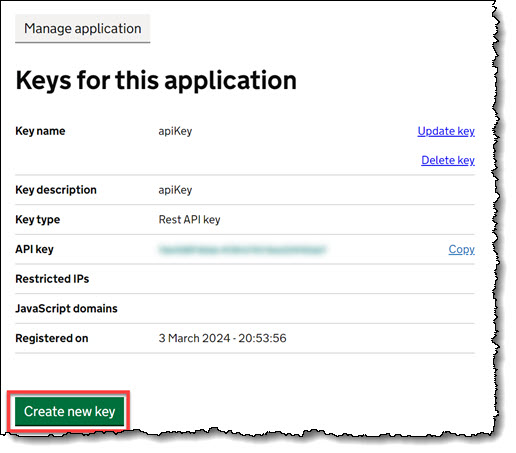 Manage application
Keys for this application
Key name apiKey Update key
Delete key
Key description apiKey
Key type Rest API key
API key Copy
Restricted IPs
JavaScript domains
Registered on 3 March 2024 - 20:53:56
Create new key